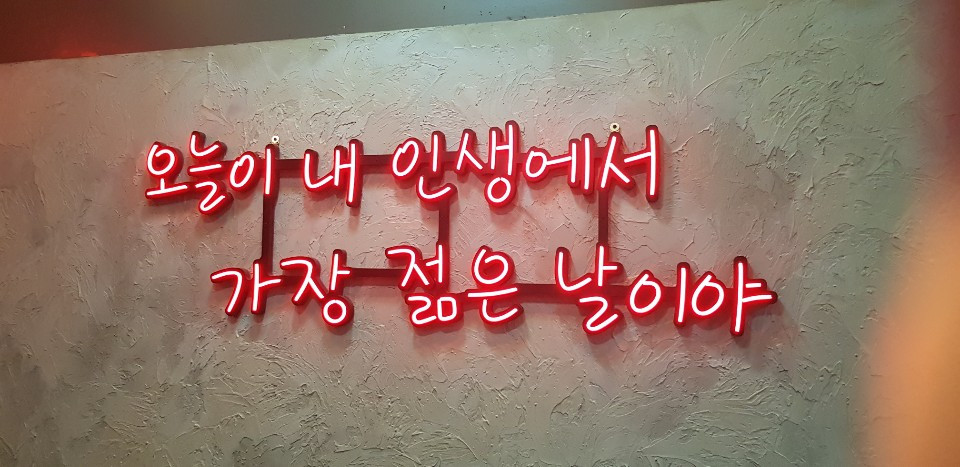 오늘이 내 인생에서
가장 젊은 날이야